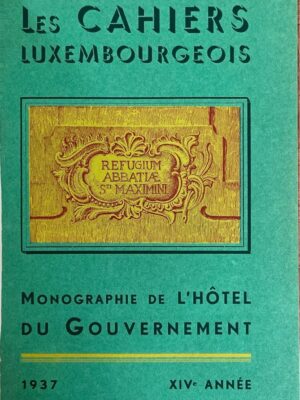 Les CAHIERS
LUXEMBOURGEOIS
REFUGIUM
ABBATIÆ
Sti MAXIMINI
MONOGRAPHIE DE L'HÔTEL
DU GOUVERNEMENT
1937 XIVe ANNÉE